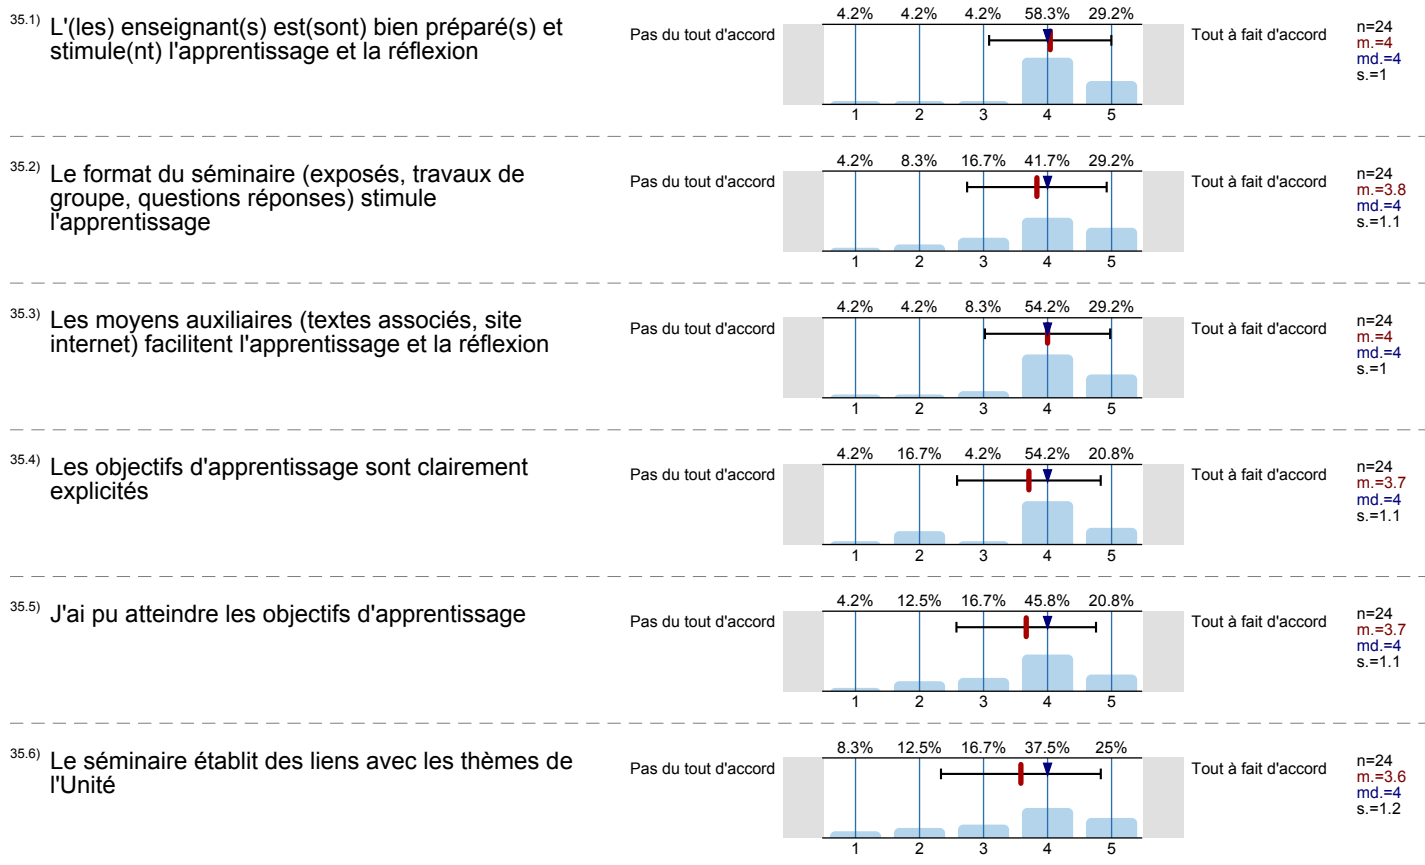 35.1) L'(les) enseignant(s) est(sont) bien préparé(s) et
stimule(nt) l'apprentissage et la réflexion
Pas du tout d'accord
4.2% 4.2% 4.2% 58.3% 29.2%
1 2 3 4 5
Tout à fait d'accord
n=24
m.=4
md.=4
s.=1
35.2) Le format du séminaire (exposés, travaux de
groupe, questions réponses) stimule
l'apprentissage
Pas du tout d'accord
4.2% 8.3% 16.7% 41.7% 29.2%
1 2 3 4 5
Tout à fait d'accord
n=24
m.=3.8
md.=4
s.=1.1
35.3) Les moyens auxiliaires (textes associés, site
internet) facilitent l'apprentissage et la réflexion
Pas du tout d'accord
4.2% 4.2% 8.3% 54.2% 29.2%
1 2 3 4 5
Tout à fait d'accord
n=24
m.=4
md.=4
s.=1
35.4) Les objectifs d'apprentissage sont clairement
explicités
Pas du tout d'accord
4.2% 16.7% 4.2% 54.2% 20.8%
1 2 3 4 5
Tout à fait d'accord
n=24
m.=3.7
md.=4
s.=1.1
35.5) J'ai pu atteindre les objectifs d'apprentissage
Pas du tout d'accord
4.2% 12.5% 16.7% 45.8% 20.8%
1 2 3 4 5
Tout à fait d'accord
n=24
m.=3.7
md.=4
s.=1.1
35.6) Le séminaire établit des liens avec les thèmes de
l'Unité
Pas du tout d'accord
8.3% 12.5% 16.7% 37.5% 25%
1 2 3 4 5
Tout à fait d'accord
n=24
m.=3.6
md.=4
s.=1.2